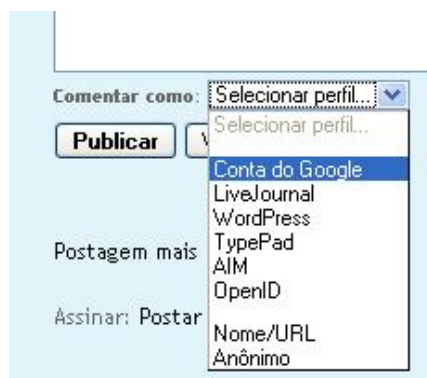 Comentar como: Selecionar perfil...
Selecionar perfil...
Publicar
Conta do Google
LiveJournal
WordPress
TypePad
Postagem mais
AIM
OpenID
Assinar: Postar
Nome/URL
Anônimo